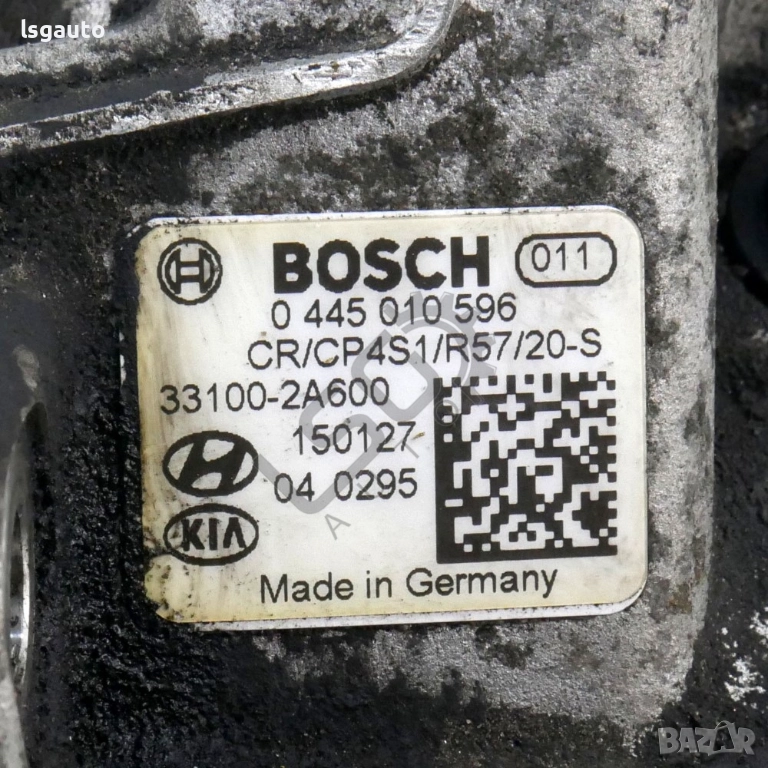 lsgauto
BOSCH 011
0 445 010 596
CR/CP4S1/R57/20-S
33100-2A600
150127
04 0295
KIA
Made in Germany
BAZAR